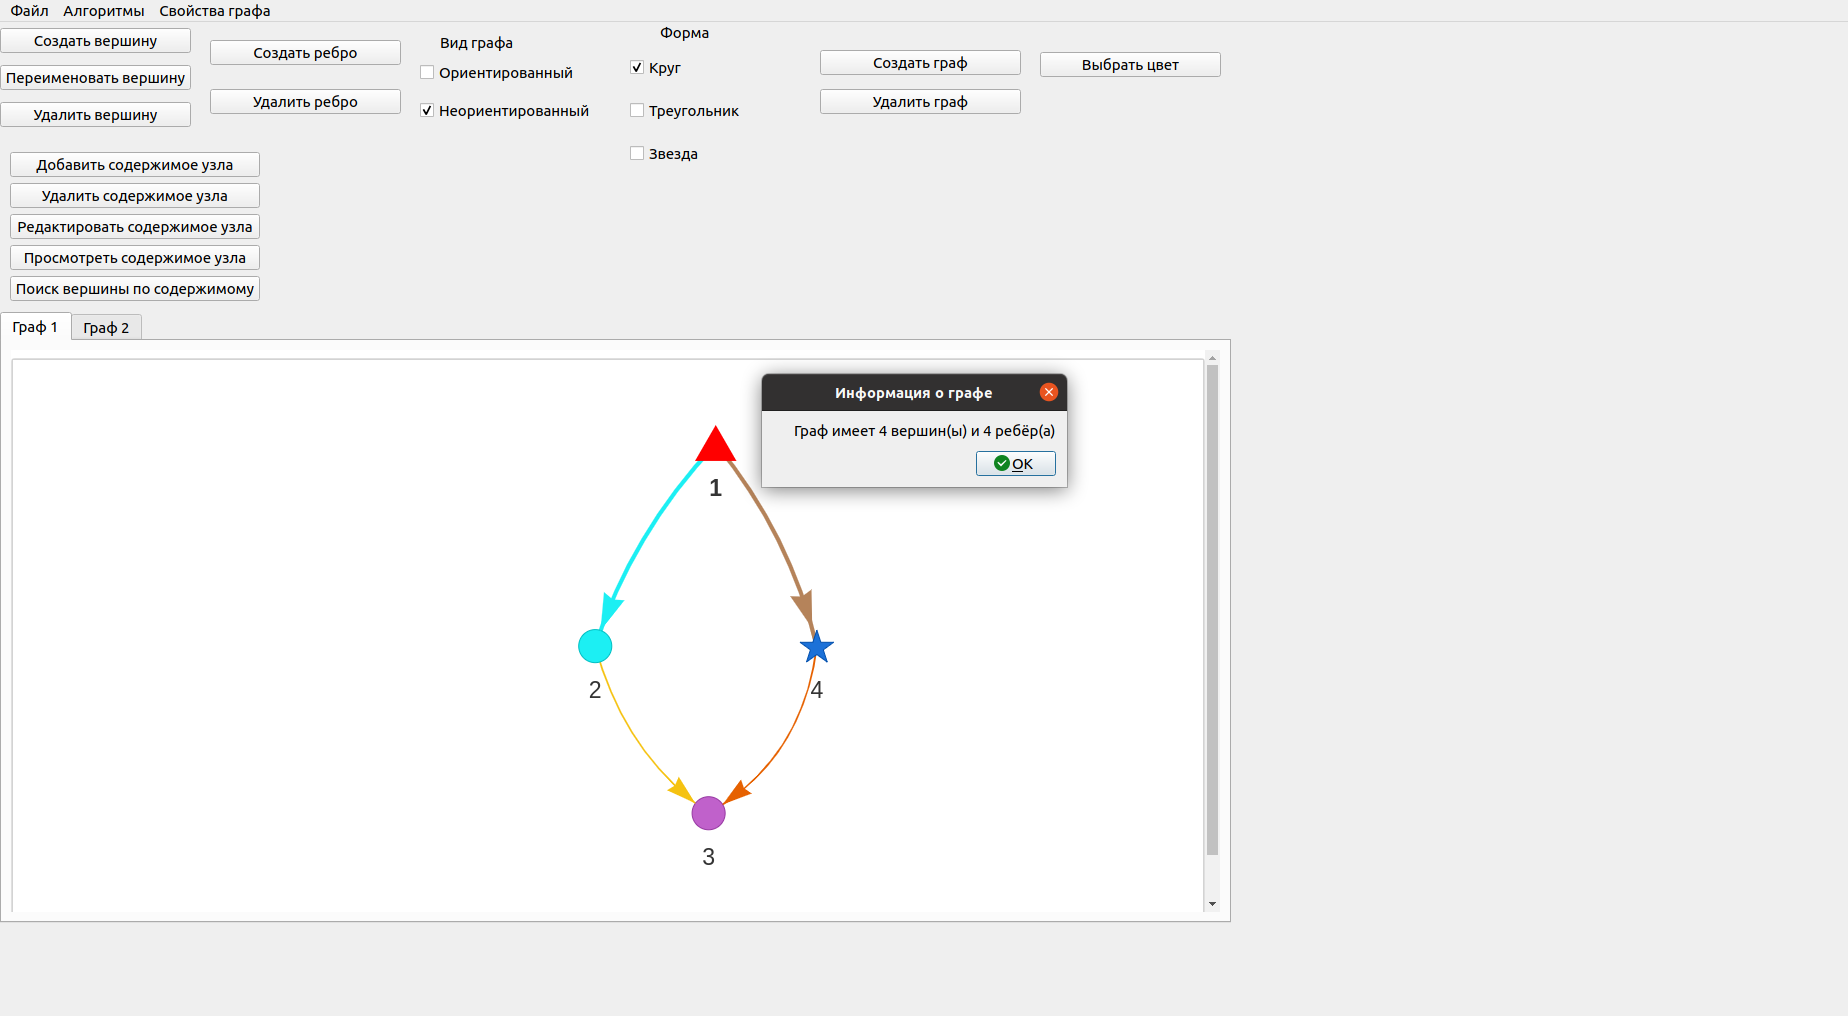 Файл Алгоритмы Свойства графа
Создать вершину
Переименовать вершину
Удалить вершину
Создать ребро
Удалить ребро
Вид графа
Ориентированный
Неориентированный
Форма
Круг
Треугольник
Звезда
Создать граф
Удалить граф
Выбрать цвет
Добавить содержимое узла
Удалить содержимое узла
Редактировать содержимое узла
Просмотреть содержимое узла
Поиск вершины по содержимому
Граф 1 Граф 2
Информация о графе
Граф имеет 4 вершин(ы) и 4 ребёр(а)
OK
1
2
4
3